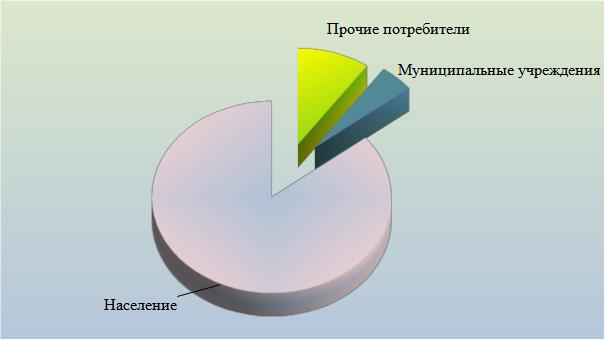 Прочие потребители
Муниципальные учреждения
Население